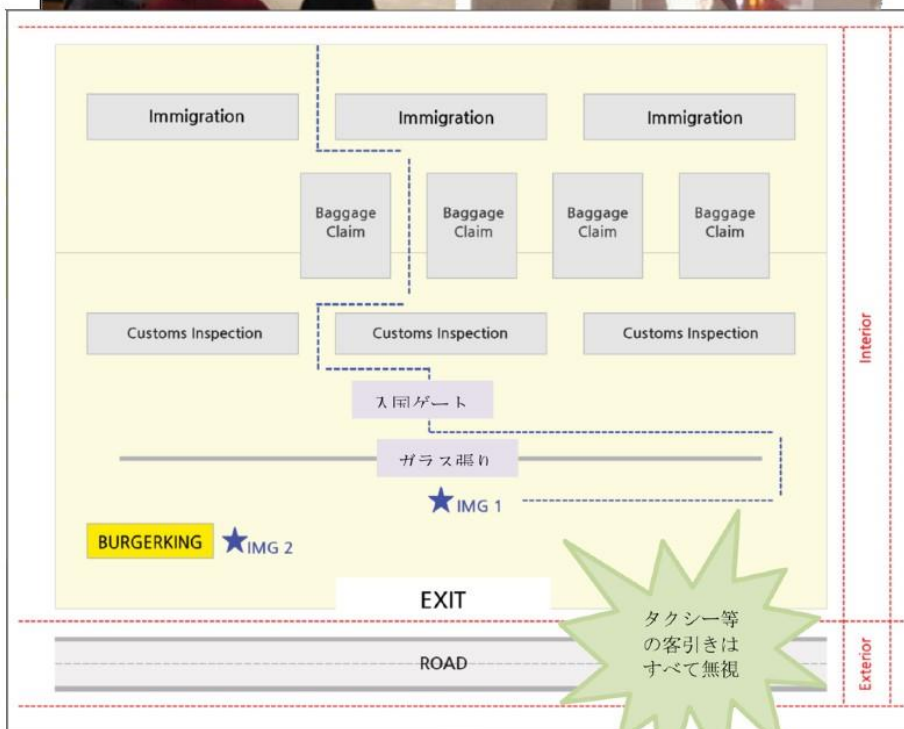 Immigration
Immigration
Immigration
Baggage
Claim
Baggage
Claim
Baggage
Claim
Baggage
Claim
Customs Inspection
Customs Inspection
Customs Inspection
入国ゲート
ガラス張り
IMG 1
BURGERKING
IMG 2
EXIT
ROAD
タクシー等
の客引きは
すべて無視
Interior
Exterior